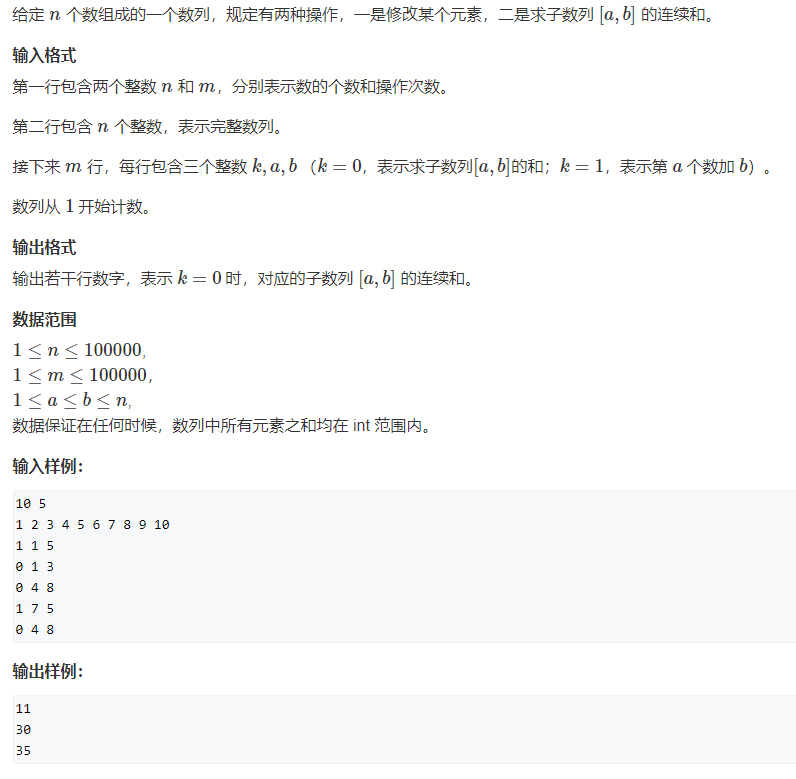 给定 n 个数组成的一个数列，规定有两种操作，一是修改某个元素，二是求子数列 [a, b] 的连续和。
输入格式
第一行包含两个整数 n 和 m，分别表示数的个数和操作次数。
第二行包含 n 个整数，表示完整数列。
接下来 m 行，每行包含三个整数 k, a, b （k = 0，表示求子数列[a, b]的和；k = 1，表示第 a 个数加 b）。
数列从 1 开始计数。
输出格式
输出若干行数字，表示 k = 0 时，对应的子数列 [a, b] 的连续和。
数据范围
1 ≤ n ≤ 100000,
1 ≤ m ≤ 100000，
1 ≤ a ≤ b ≤ n,
数据保证在任何时候，数列中所有元素之和均在 int 范围内。
输入样例：
10 5
1 2 3 4 5 6 7 8 9 10
1 1 5
0 1 3
0 4 8
1 7 5
0 4 8
输出样例：
11
30
35